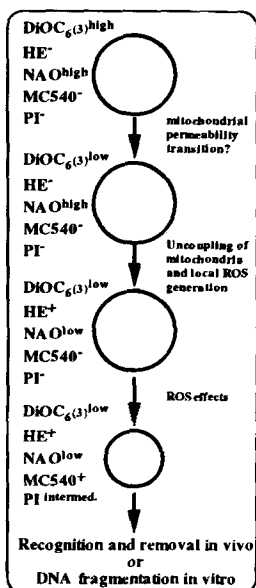 DiOC6(3)high
HE-
NAOhigh
MC540-
PI-
mitochondrial
permeability
transition?
DiOC6(3)low
HE-
NAOhigh
MC540-
PI-
Uncoupling of
mitochondria
and local ROS
generation
DiOC6(3)low
HE+
NAOlow
MC540-
PI-
ROS effects
DiOC6(3)low
HE+
NAOlow
MC540+
PI intermed.
Recognition and removal in vivo
or
DNA fragmentation in vitro